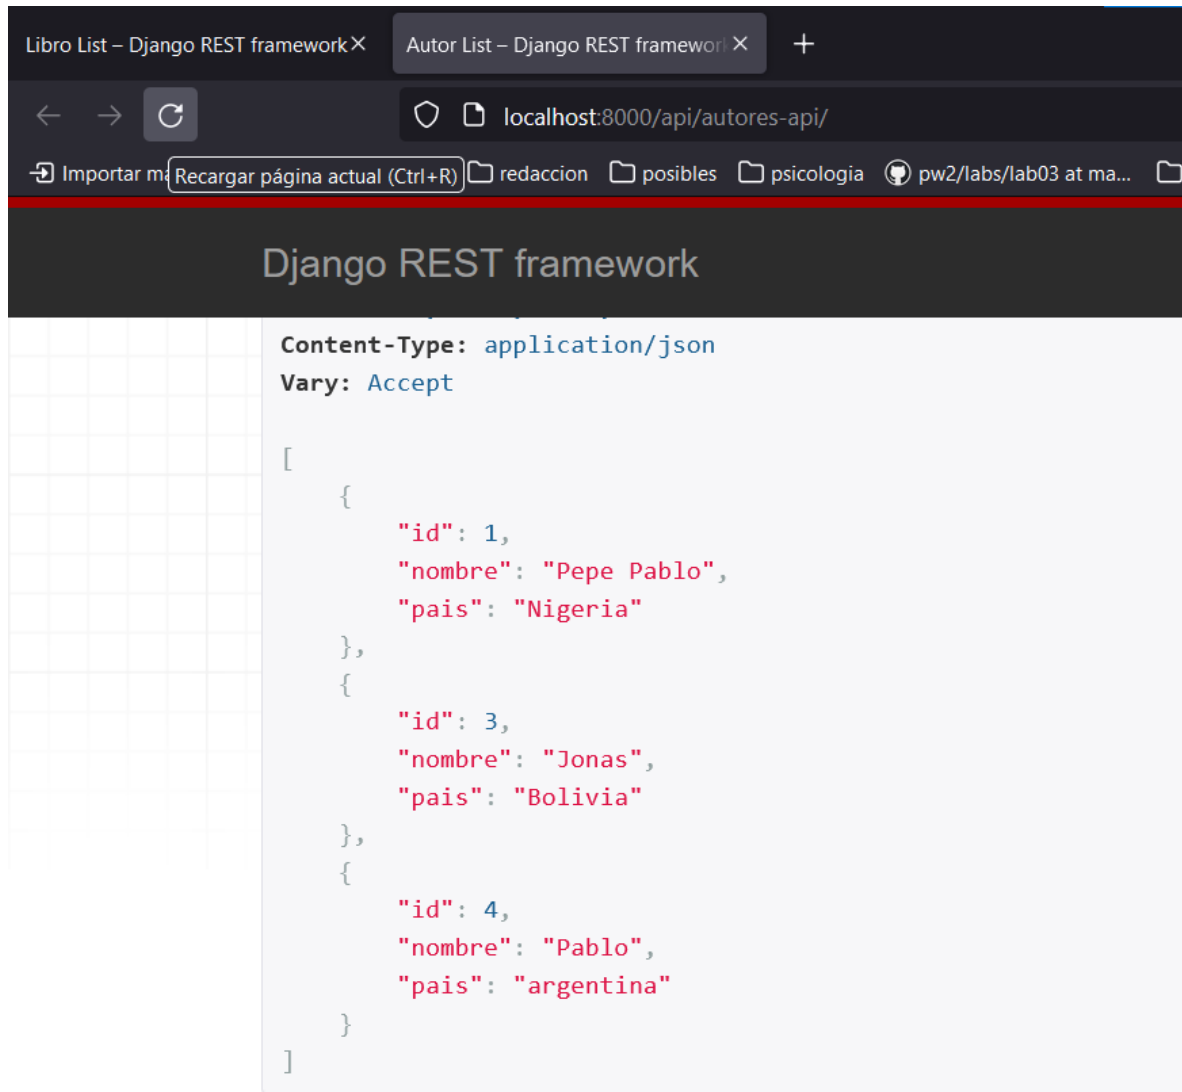 Libro List – Django REST framework
Autor List – Django REST framework
localhost:8000/api/autores-api/
Importar
Recargar página actual (Ctrl+R)
redaccion
posibles
psicologia
pw2/labs/lab03 at ma...
Django REST framework
Content-Type: application/json
Vary: Accept
[
{
"id": 1,
"nombre": "Pepe Pablo",
"pais": "Nigeria"
},
{
"id": 3,
"nombre": "Jonas",
"pais": "Bolivia"
},
{
"id": 4,
"nombre": "Pablo",
"pais": "argentina"
}
]